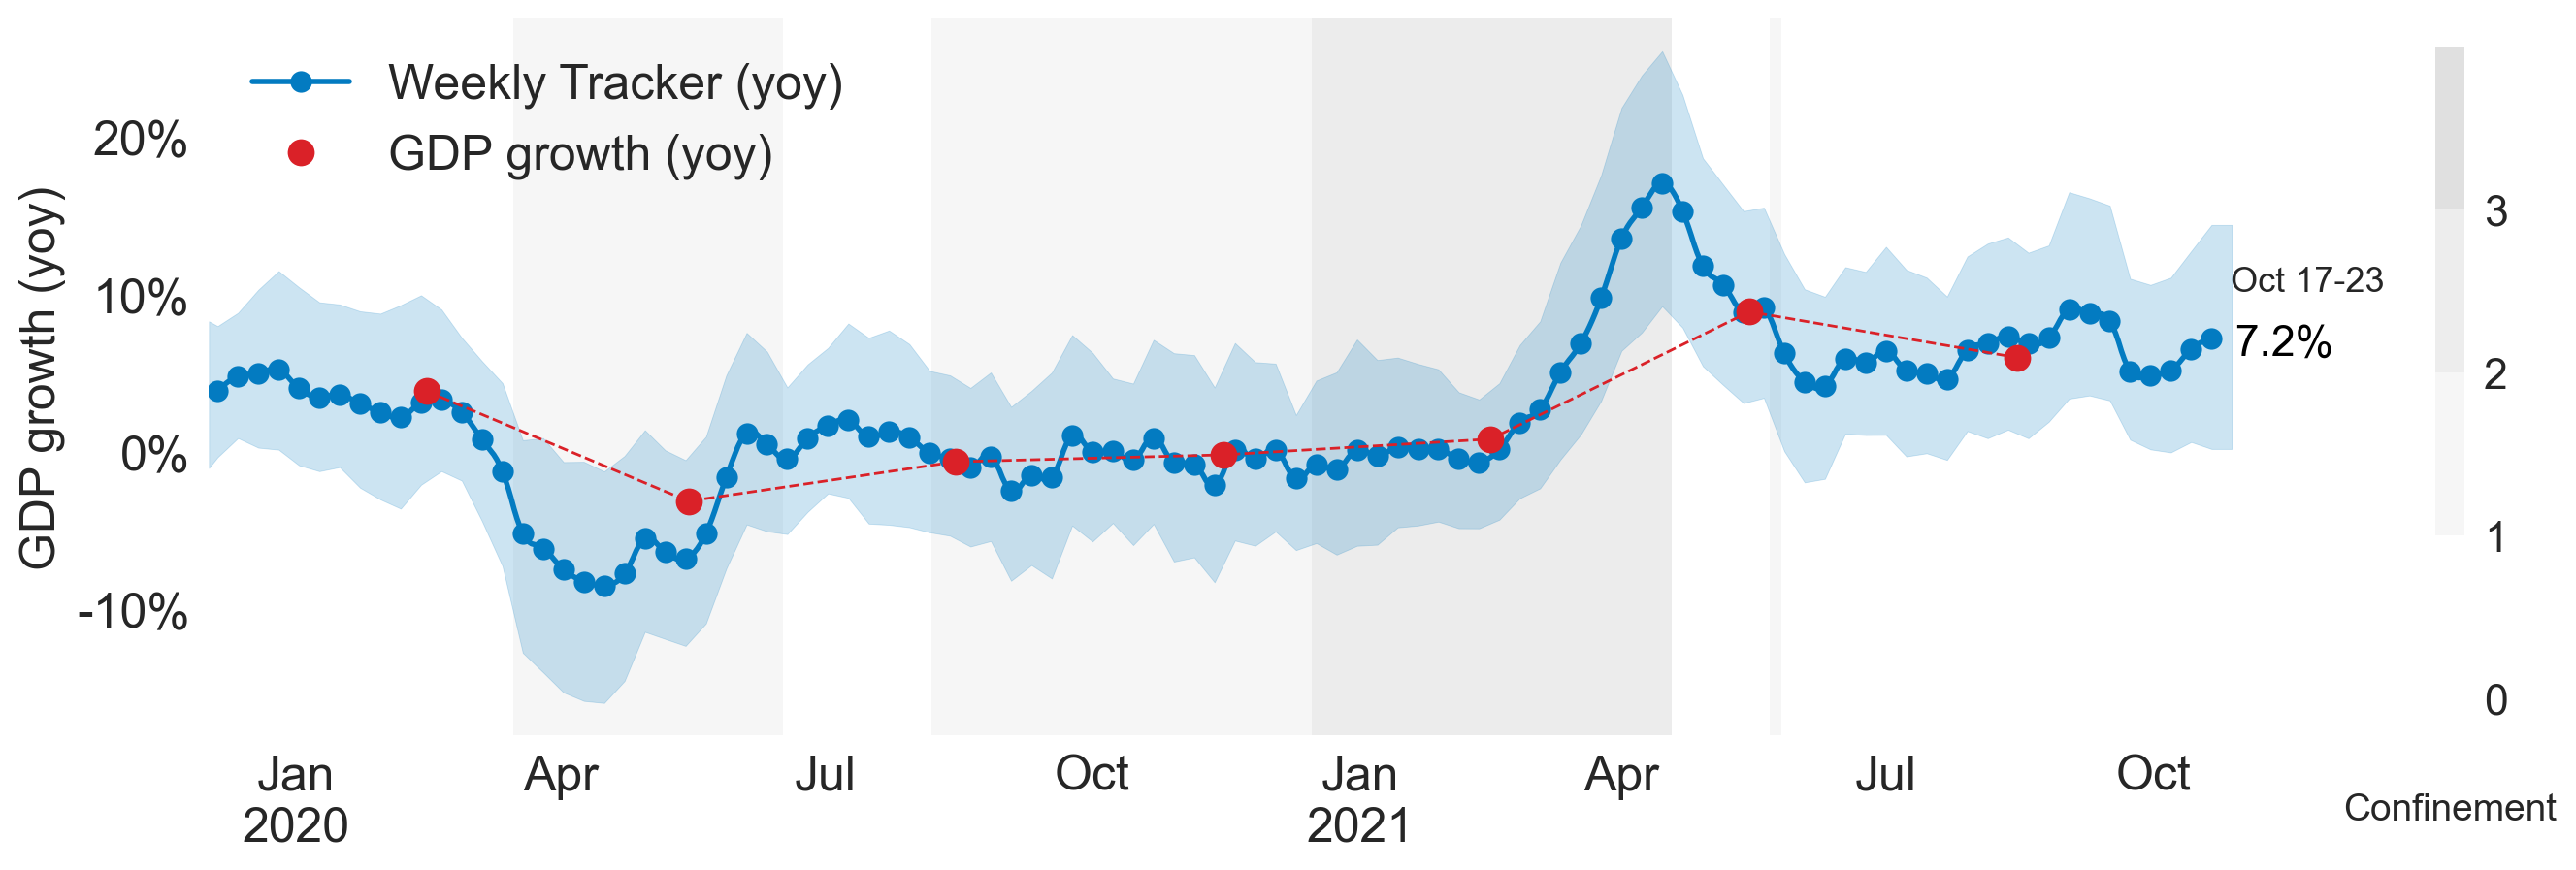 Weekly Tracker (yoy)
GDP growth (yoy)
GDP growth (yoy)
20%
10%
0%
-10%
Oct 17-23
7.2%
3
2
1
0
Jan
2020
Apr
Jul
Oct
Jan
2021
Apr
Jul
Oct
Confinement